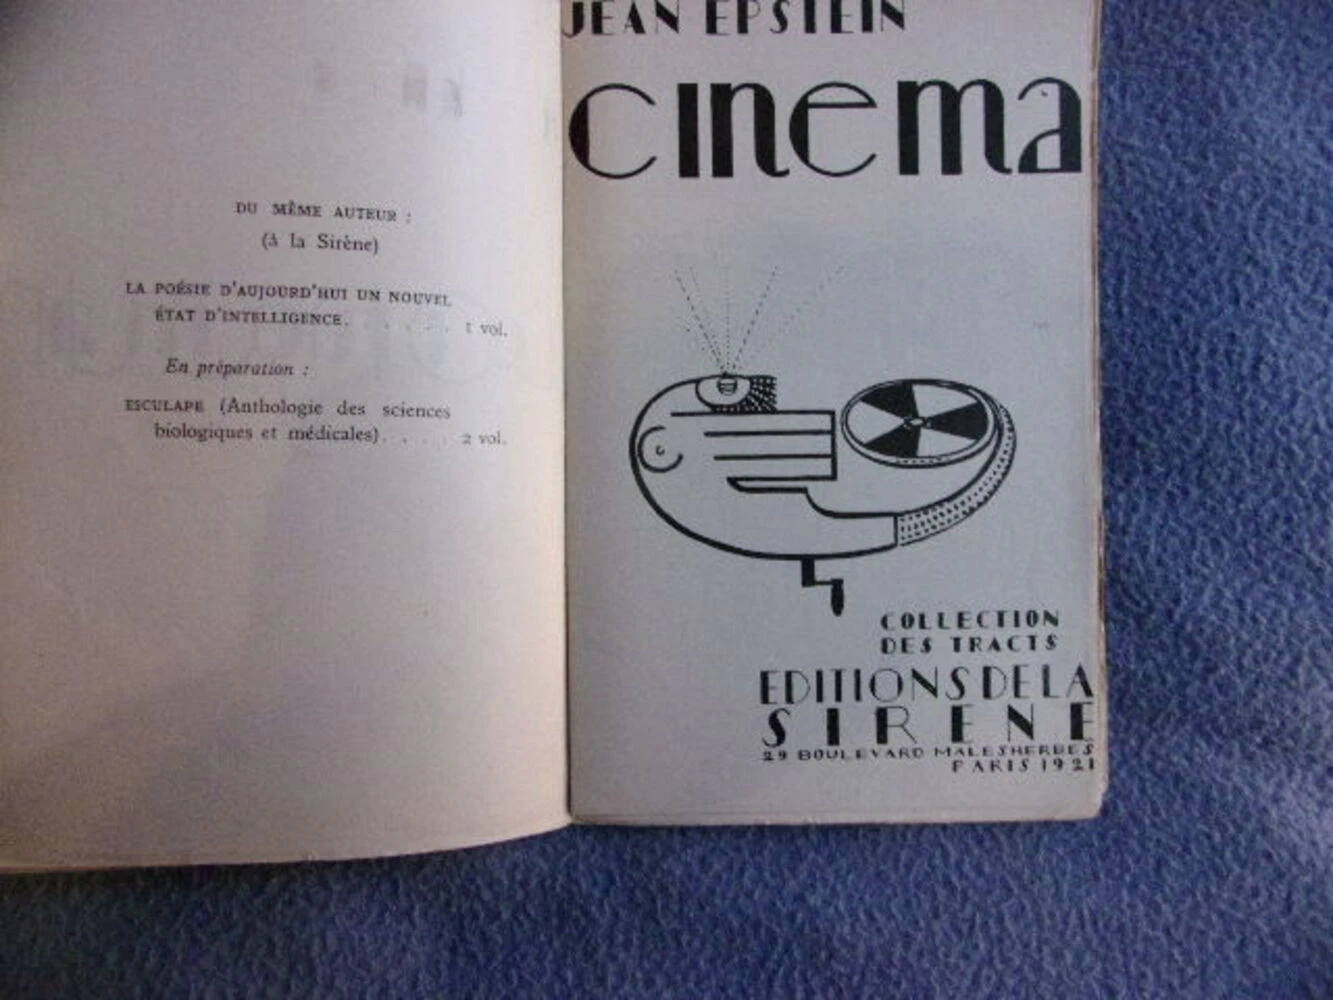 DU MÊME AUTEUR :
(à la Sirène)
LA POÉSIE D'AUJOURD'HUI UN NOUVEL
ÉTAT D'INTELLIGENCE. . . . . . 1 vol.
En préparation :
ESCULAPE (Anthologie des sciences
biologiques et médicales). . . . . 2 vol.
JEAN EPSTEIN
CINEMA
COLLECTION
DES TRACTS
EDITIONS DE LA
SIRENE
29 BOULEVARD MALESHERBES
PARIS 1921